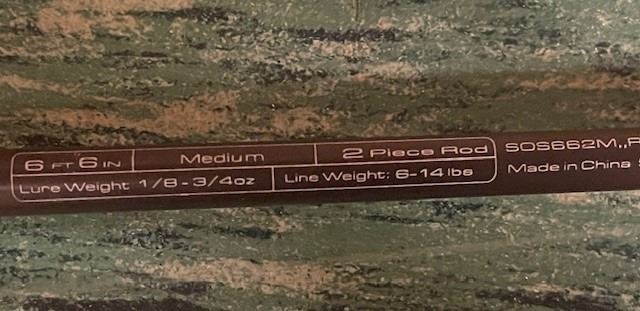 6 FT 6 IN Medium 2 Piece Rod SOS662M,,R
Lure Weight 1/8-3/4oz Line Weight: 6-14 lbs Made in China